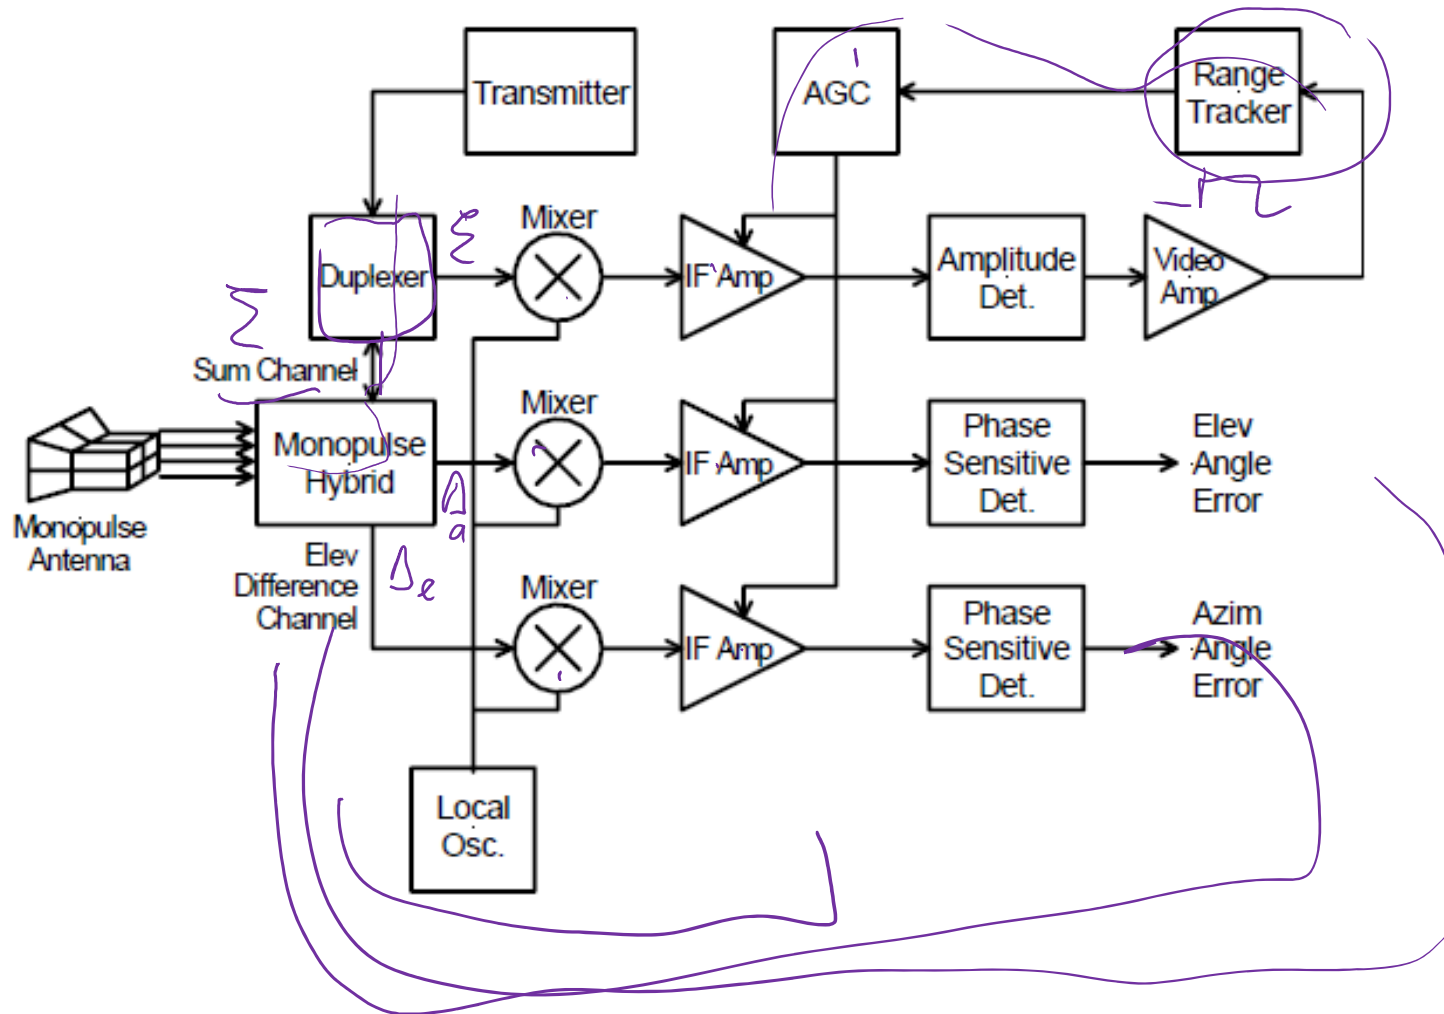 Transmitter
AGC
Range
Tracker
Mixer
Σ
Duplexer
IF Amp
Amplitude
Det.
Video
Amp
Σ
Sum Channel
Mixer
Monopulse
Hybrid
IF Amp
Phase
Sensitive
Det.
Elev
Angle
Error
Monopulse
Antenna
Δa
Elev
Difference
Channel
Δe
Mixer
IF Amp
Phase
Sensitive
Det.
Azim
Angle
Error
Local
Osc.